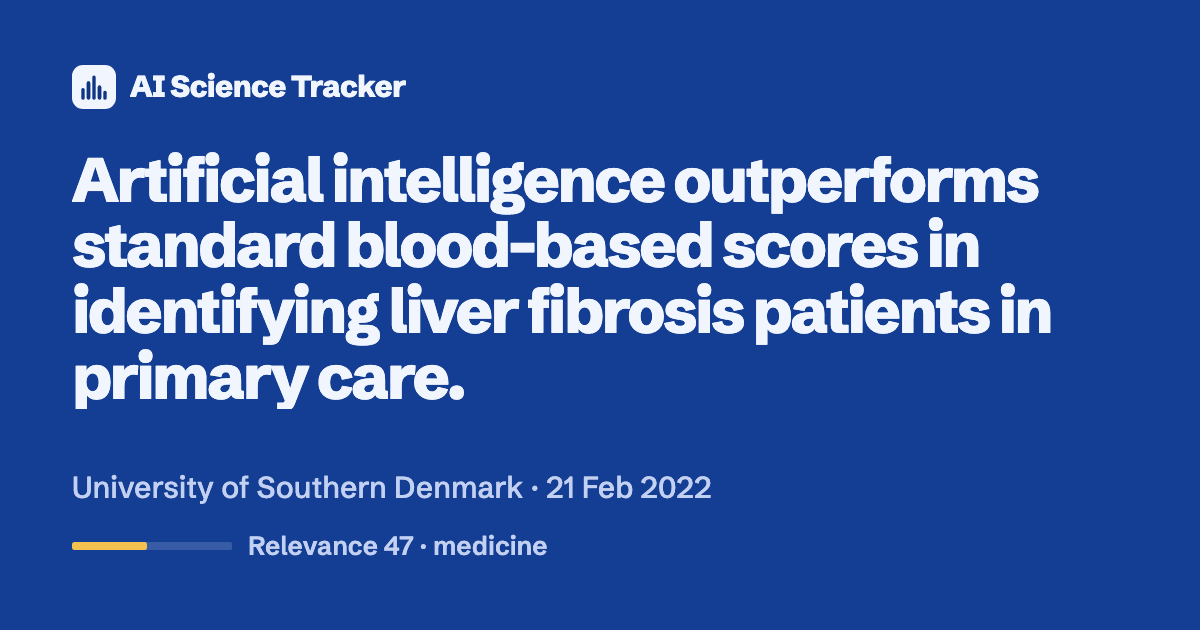 AI Science Tracker
Artificial intelligence outperforms
standard blood-based scores in
identifying liver fibrosis patients in
primary care.
University of Southern Denmark · 21 Feb 2022
Relevance 47 · medicine